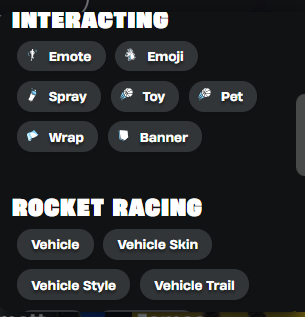 INTERACTING
Emote Emoji
Spray Toy Pet
Wrap Banner
ROCKET RACING
Vehicle Vehicle Skin
Vehicle Style Vehicle Trail